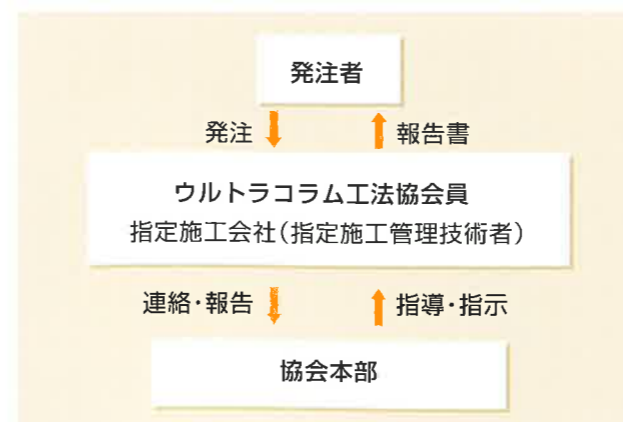 発注者
発注
報告書
ウルトラコラム工法協会員
指定施工会社(指定施工管理技術者)
連絡・報告
指導・指示
協会本部